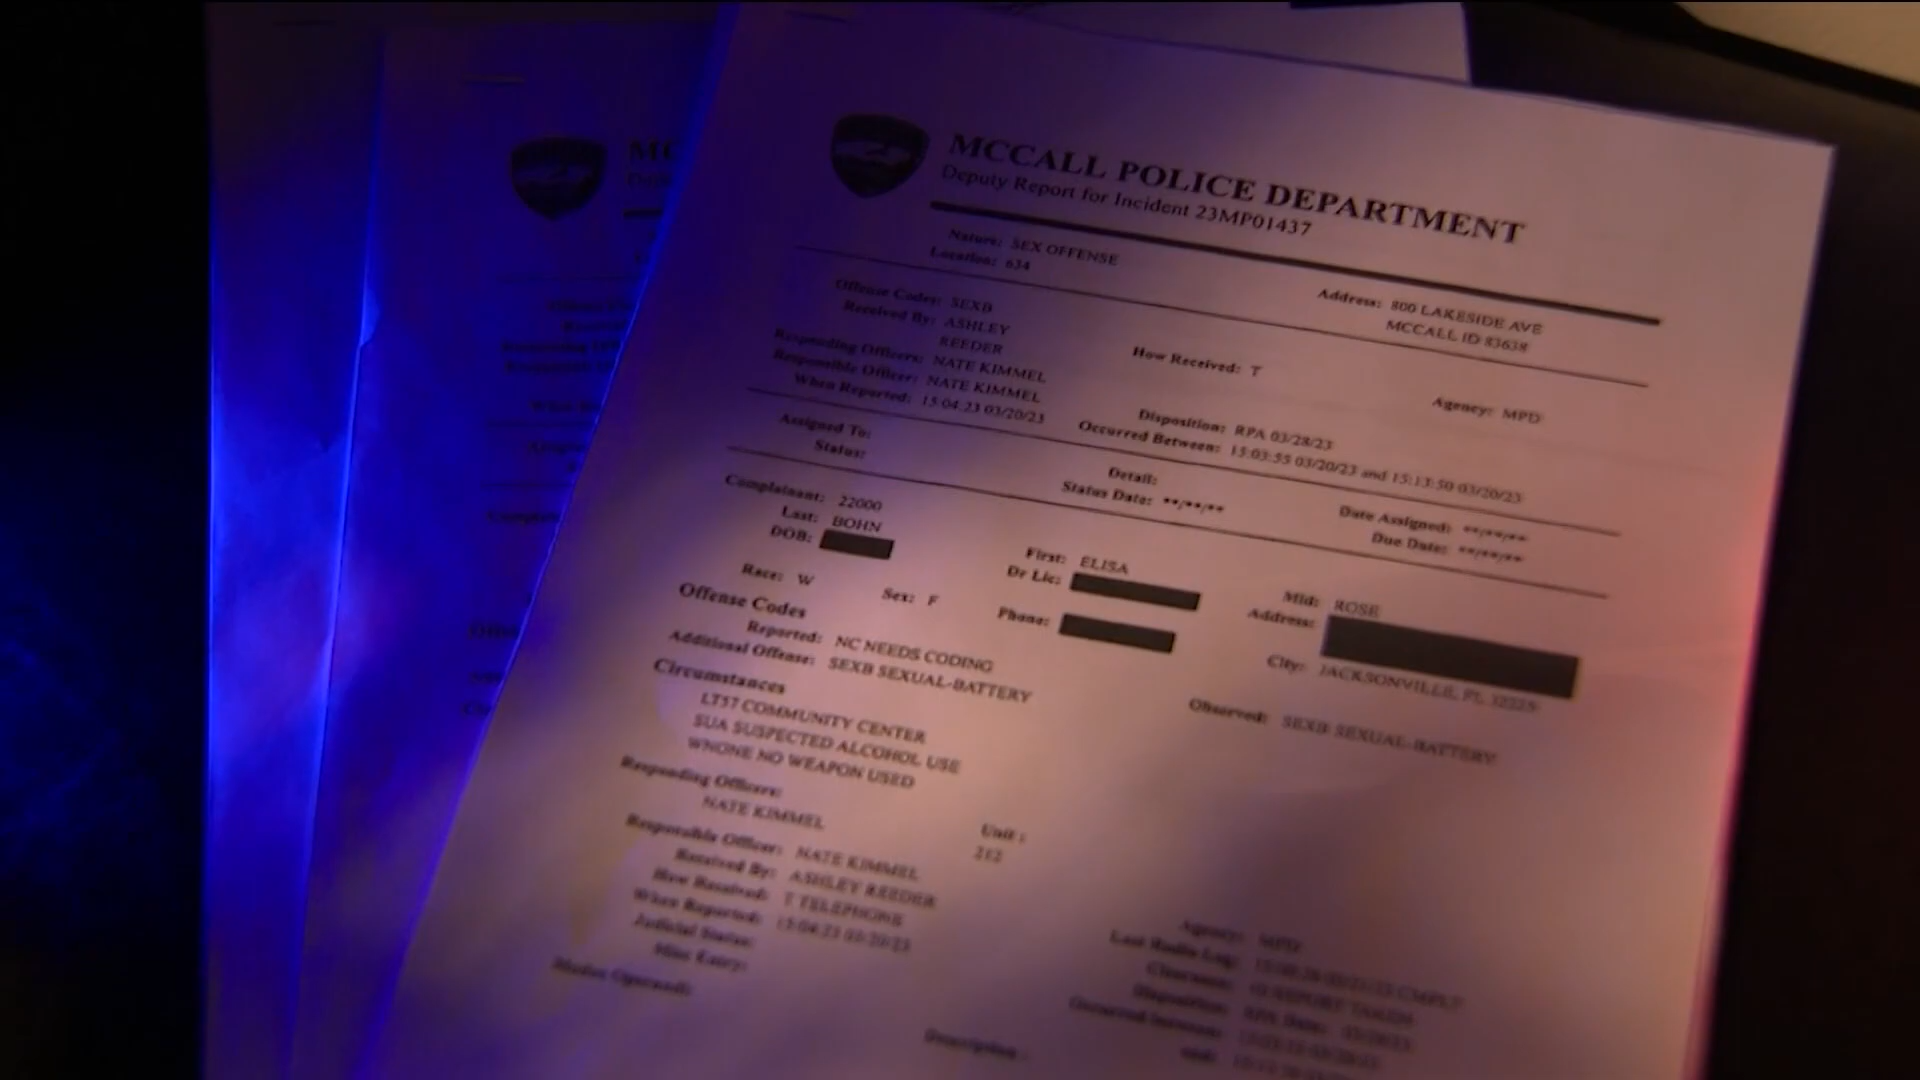 MCCALL POLICE DEPARTMENT
Deputy Report for Incident 23MP01437
Nature: SEX OFFENSE
Location: 634
Address: 800 LAKESIDE AVE
MCCALL ID 83638
Offense Codes: SEXB
Received By: ASHLEY
REEDER
How Received: T
Agency: MPD
Responding Officers: NATE KIMMEL
Responsible Officer: NATE KIMMEL
When Reported: 15:04:23 03/20/23
Disposition: RPA 03/28/23
Occurred Between: 15:03:55 03/20/23 and 15:13:50 03/20/23
Assigned To:
Detail:
Date Assigned: **/**/**
Status:
Status Date: **/**/**
Due Date: **/**/**
Complainant: 22000
Last: BOHN
First: ELISA
Mid: ROSE
DOB:
Dr Lic:
Address:
Race: W
Sex: F
Phone:
City: JACKSONVILLE, FL 32225
Offense Codes
Reported: NC NEEDS CODING
Additional Offense: SEXB SEXUAL-BATTERY
Observed: SEXB SEXUAL-BATTERY
Circumstances
LT57 COMMUNITY CENTER
SUA SUSPECTED ALCOHOL USE
WNONE NO WEAPON USED
Responding Officers:
Unit :
NATE KIMMEL
212
Responsible Officer: NATE KIMMEL
Agency: MPD
Received By: ASHLEY REEDER
Last Radio Log:
How Received: T TELEPHONE
Clearance:
When Reported: 15:04:23 03/20/23
Disposition: RPA Date:
Judicial Status:
Occurred between:
Misc Entry:
and:
Modus Operandi:
Description :
MC